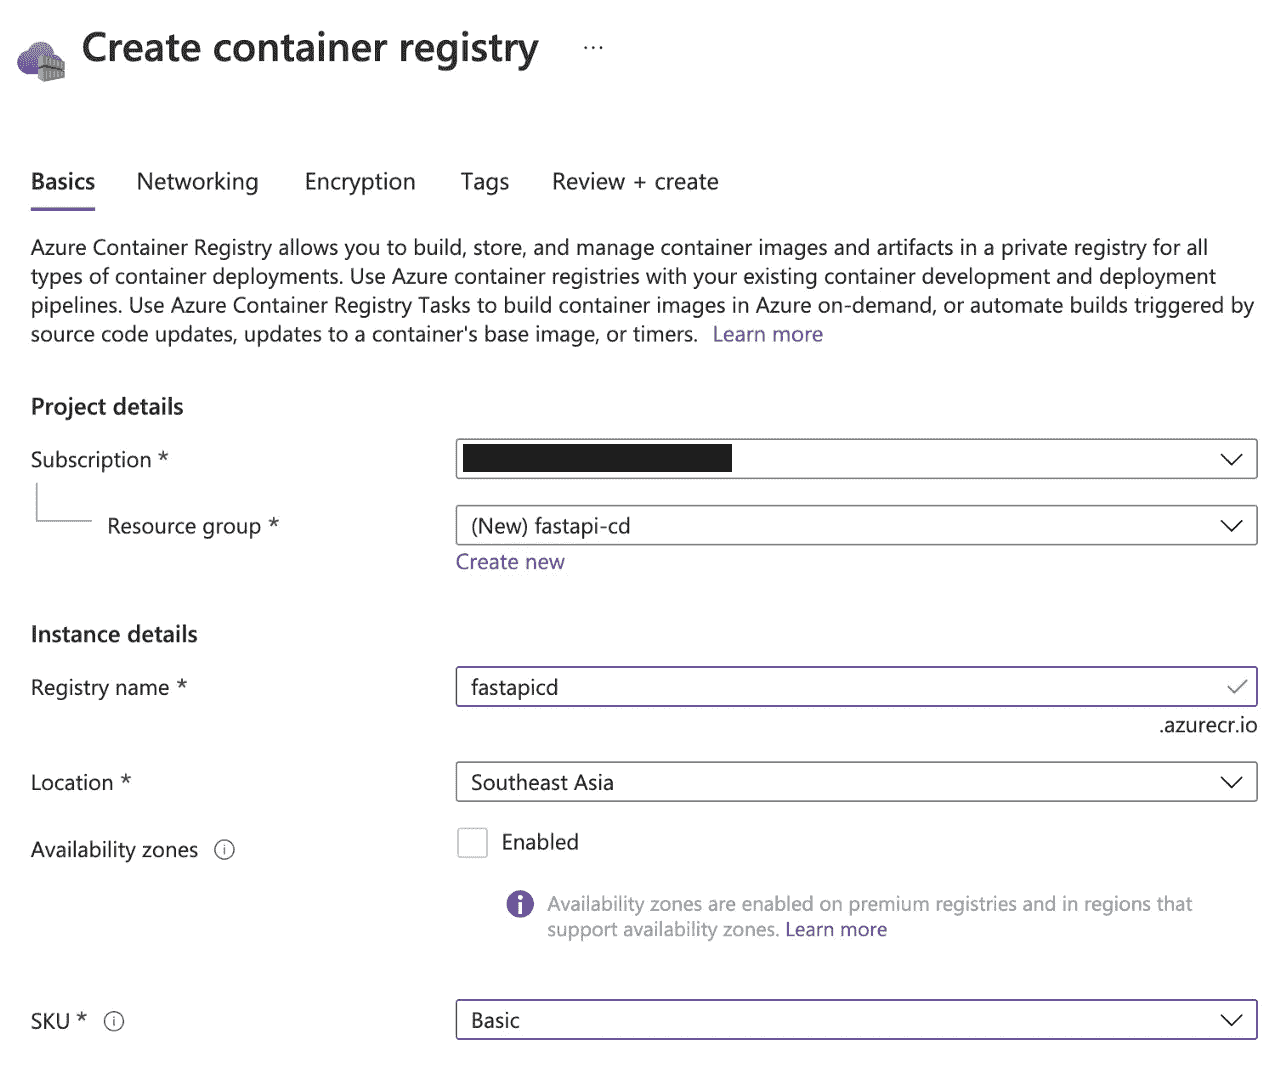 Create container registry ...
Basics Networking Encryption Tags Review + create
Azure Container Registry allows you to build, store, and manage container images and artifacts in a private registry for all
types of container deployments. Use Azure container registries with your existing container development and deployment
pipelines. Use Azure Container Registry Tasks to build container images in Azure on-demand, or automate builds triggered by
source code updates, updates to a container's base image, or timers. Learn more
Project details
Subscription *
Resource group * (New) fastapi-cd
Create new
Instance details
Registry name * fastapicd
.azurecr.io
Location * Southeast Asia
Availability zones Enabled
Availability zones are enabled on premium registries and in regions that
support availability zones. Learn more
SKU * Basic